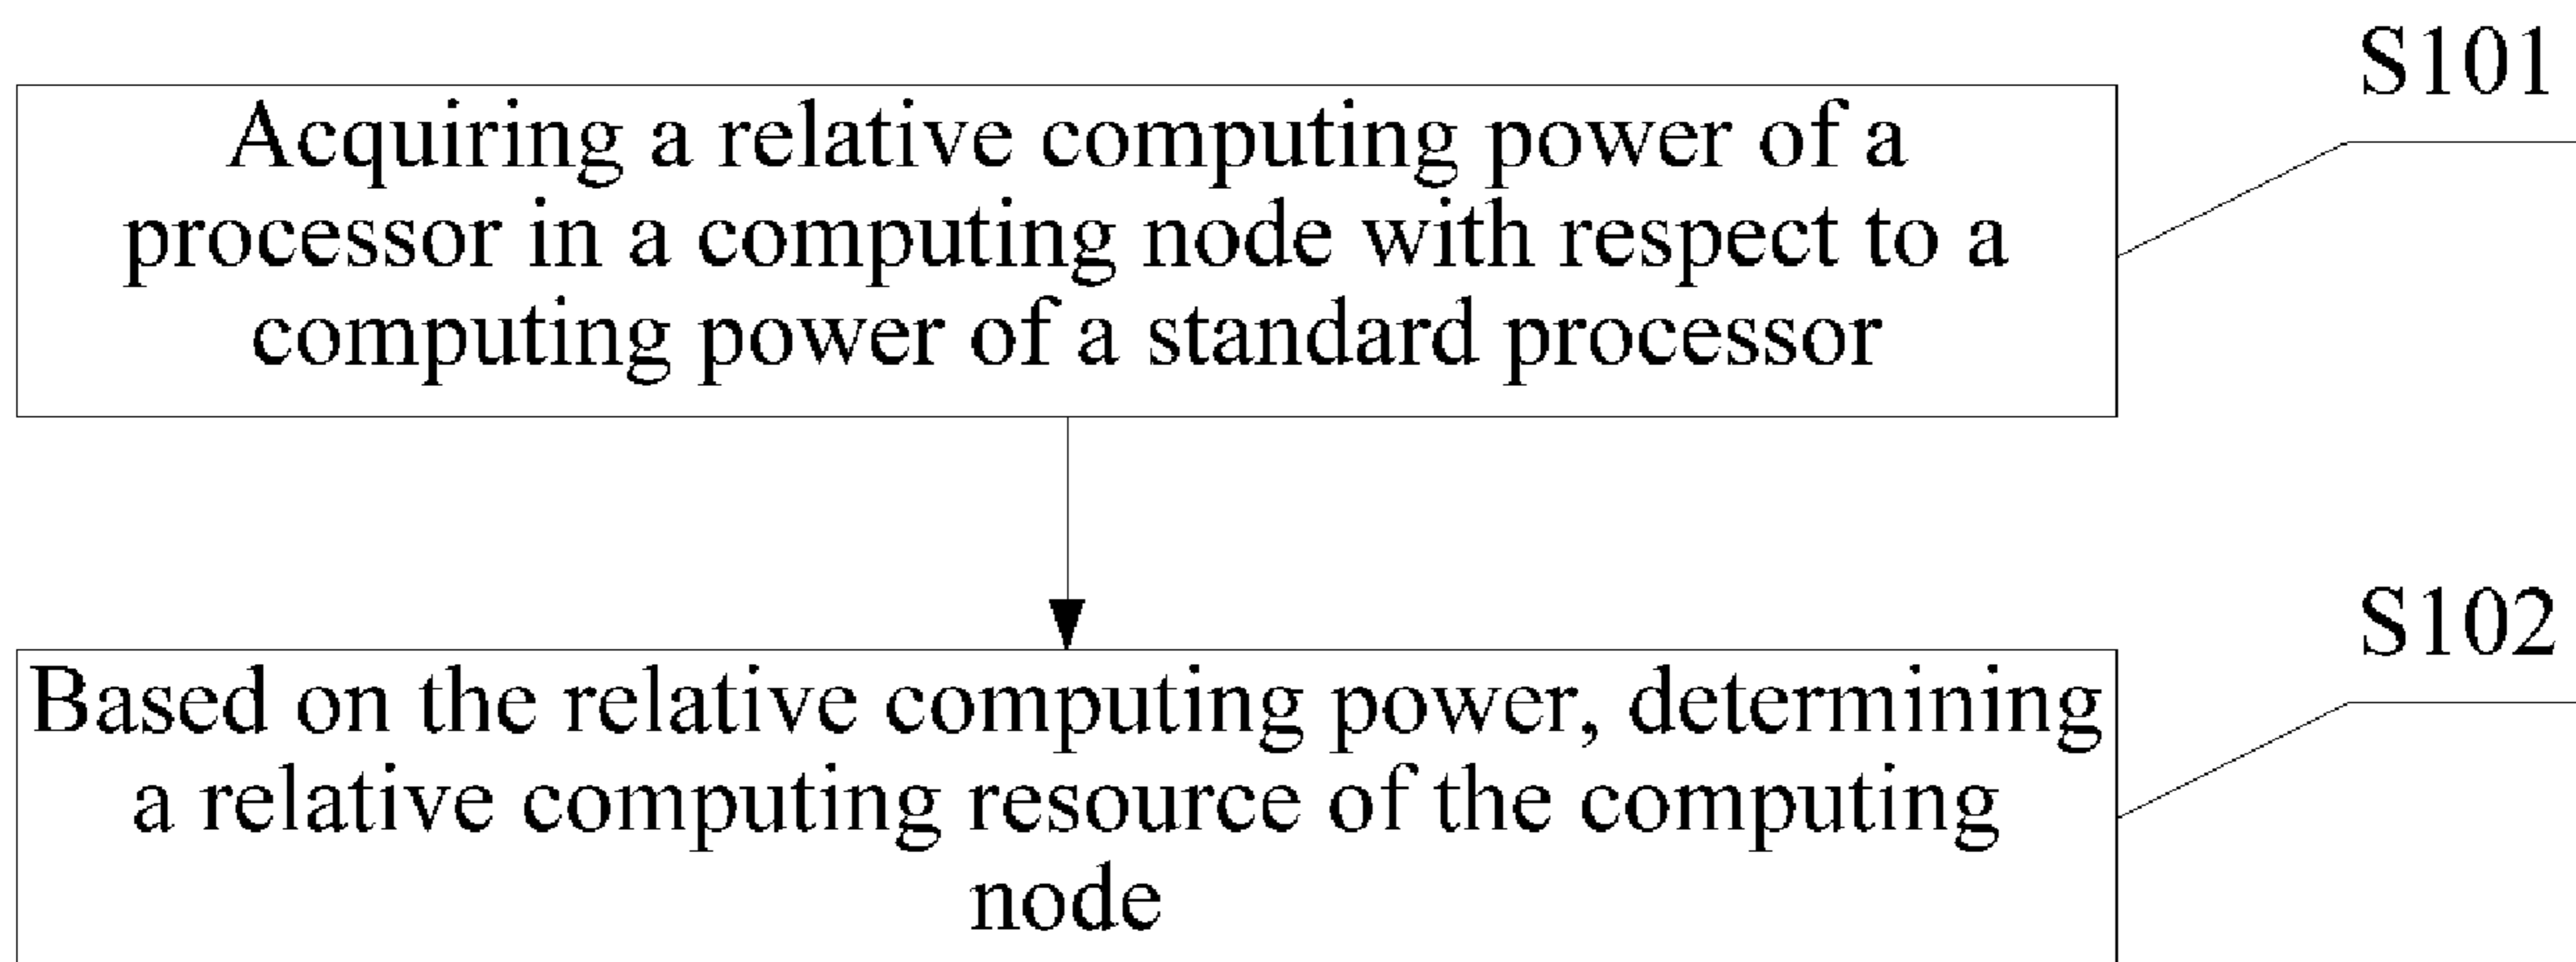 S101
Acquiring a relative computing power of a
processor in a computing node with respect to a
computing power of a standard processor
S102
Based on the relative computing power, determining
a relative computing resource of the computing
node